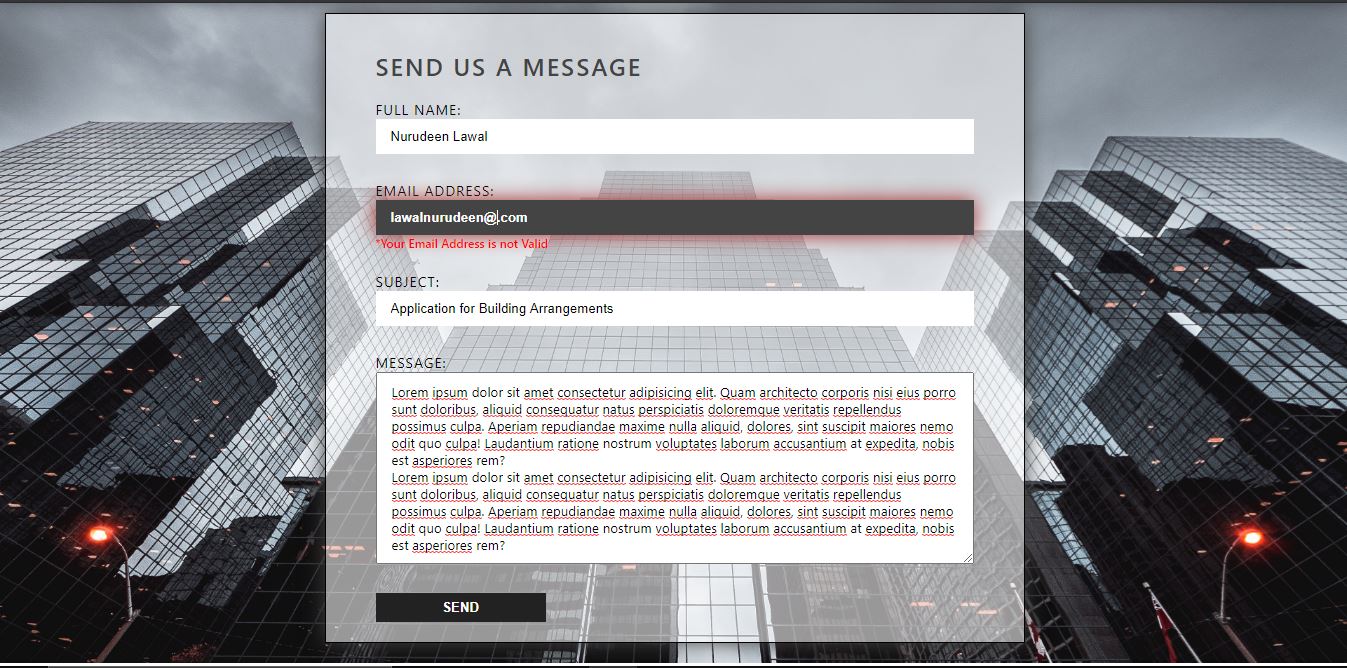 SEND US A MESSAGE
FULL NAME:
Nurudeen Lawal
EMAIL ADDRESS:
lawalnurudeen@.com
*Your Email Address is not Valid
SUBJECT:
Application for Building Arrangements
MESSAGE:
Lorem ipsum dolor sit amet consectetur adipisicing elit. Quam architecto corporis nisi eius porro
sunt doloribus, aliquid consequatur natus perspiciatis doloremque veritatis repellendus
possimus culpa. Aperiam repudiandae maxime nulla aliquid, dolores, sint suscipit maiores nemo
odit quo culpa! Laudantium ratione nostrum voluptates laborum accusantium at expedita, nobis
est asperiores rem?
Lorem ipsum dolor sit amet consectetur adipisicing elit. Quam architecto corporis nisi eius porro
sunt doloribus, aliquid consequatur natus perspiciatis doloremque veritatis repellendus
possimus culpa. Aperiam repudiandae maxime nulla aliquid, dolores, sint suscipit maiores nemo
odit quo culpa! Laudantium ratione nostrum voluptates laborum accusantium at expedita, nobis
est asperiores rem?
SEND